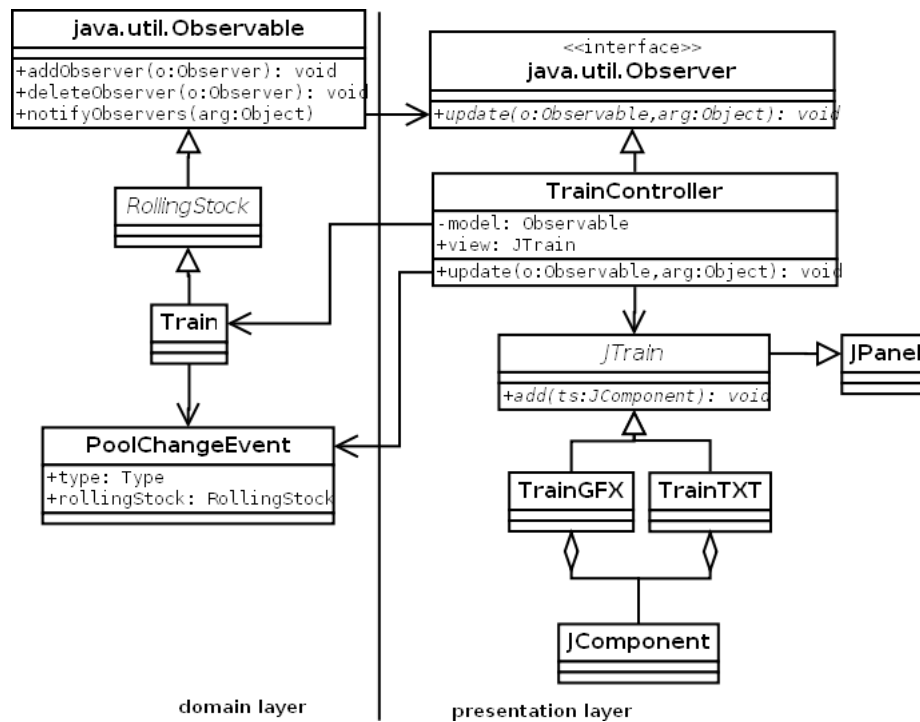 java.util.Observable
+addObserver(o:Observer): void
+deleteObserver(o:Observer): void
+notifyObservers(arg:Object)
<<interface>>
java.util.Observer
+update(o:Observable,arg:Object): void
RollingStock
TrainController
-model: Observable
+view: JTrain
+update(o:Observable,arg:Object): void
Train
JTrain
+add(ts:JComponent): void
JPanel
PoolChangeEvent
+type: Type
+rollingStock: RollingStock
TrainGFX
TrainTXT
JComponent
domain layer
presentation layer